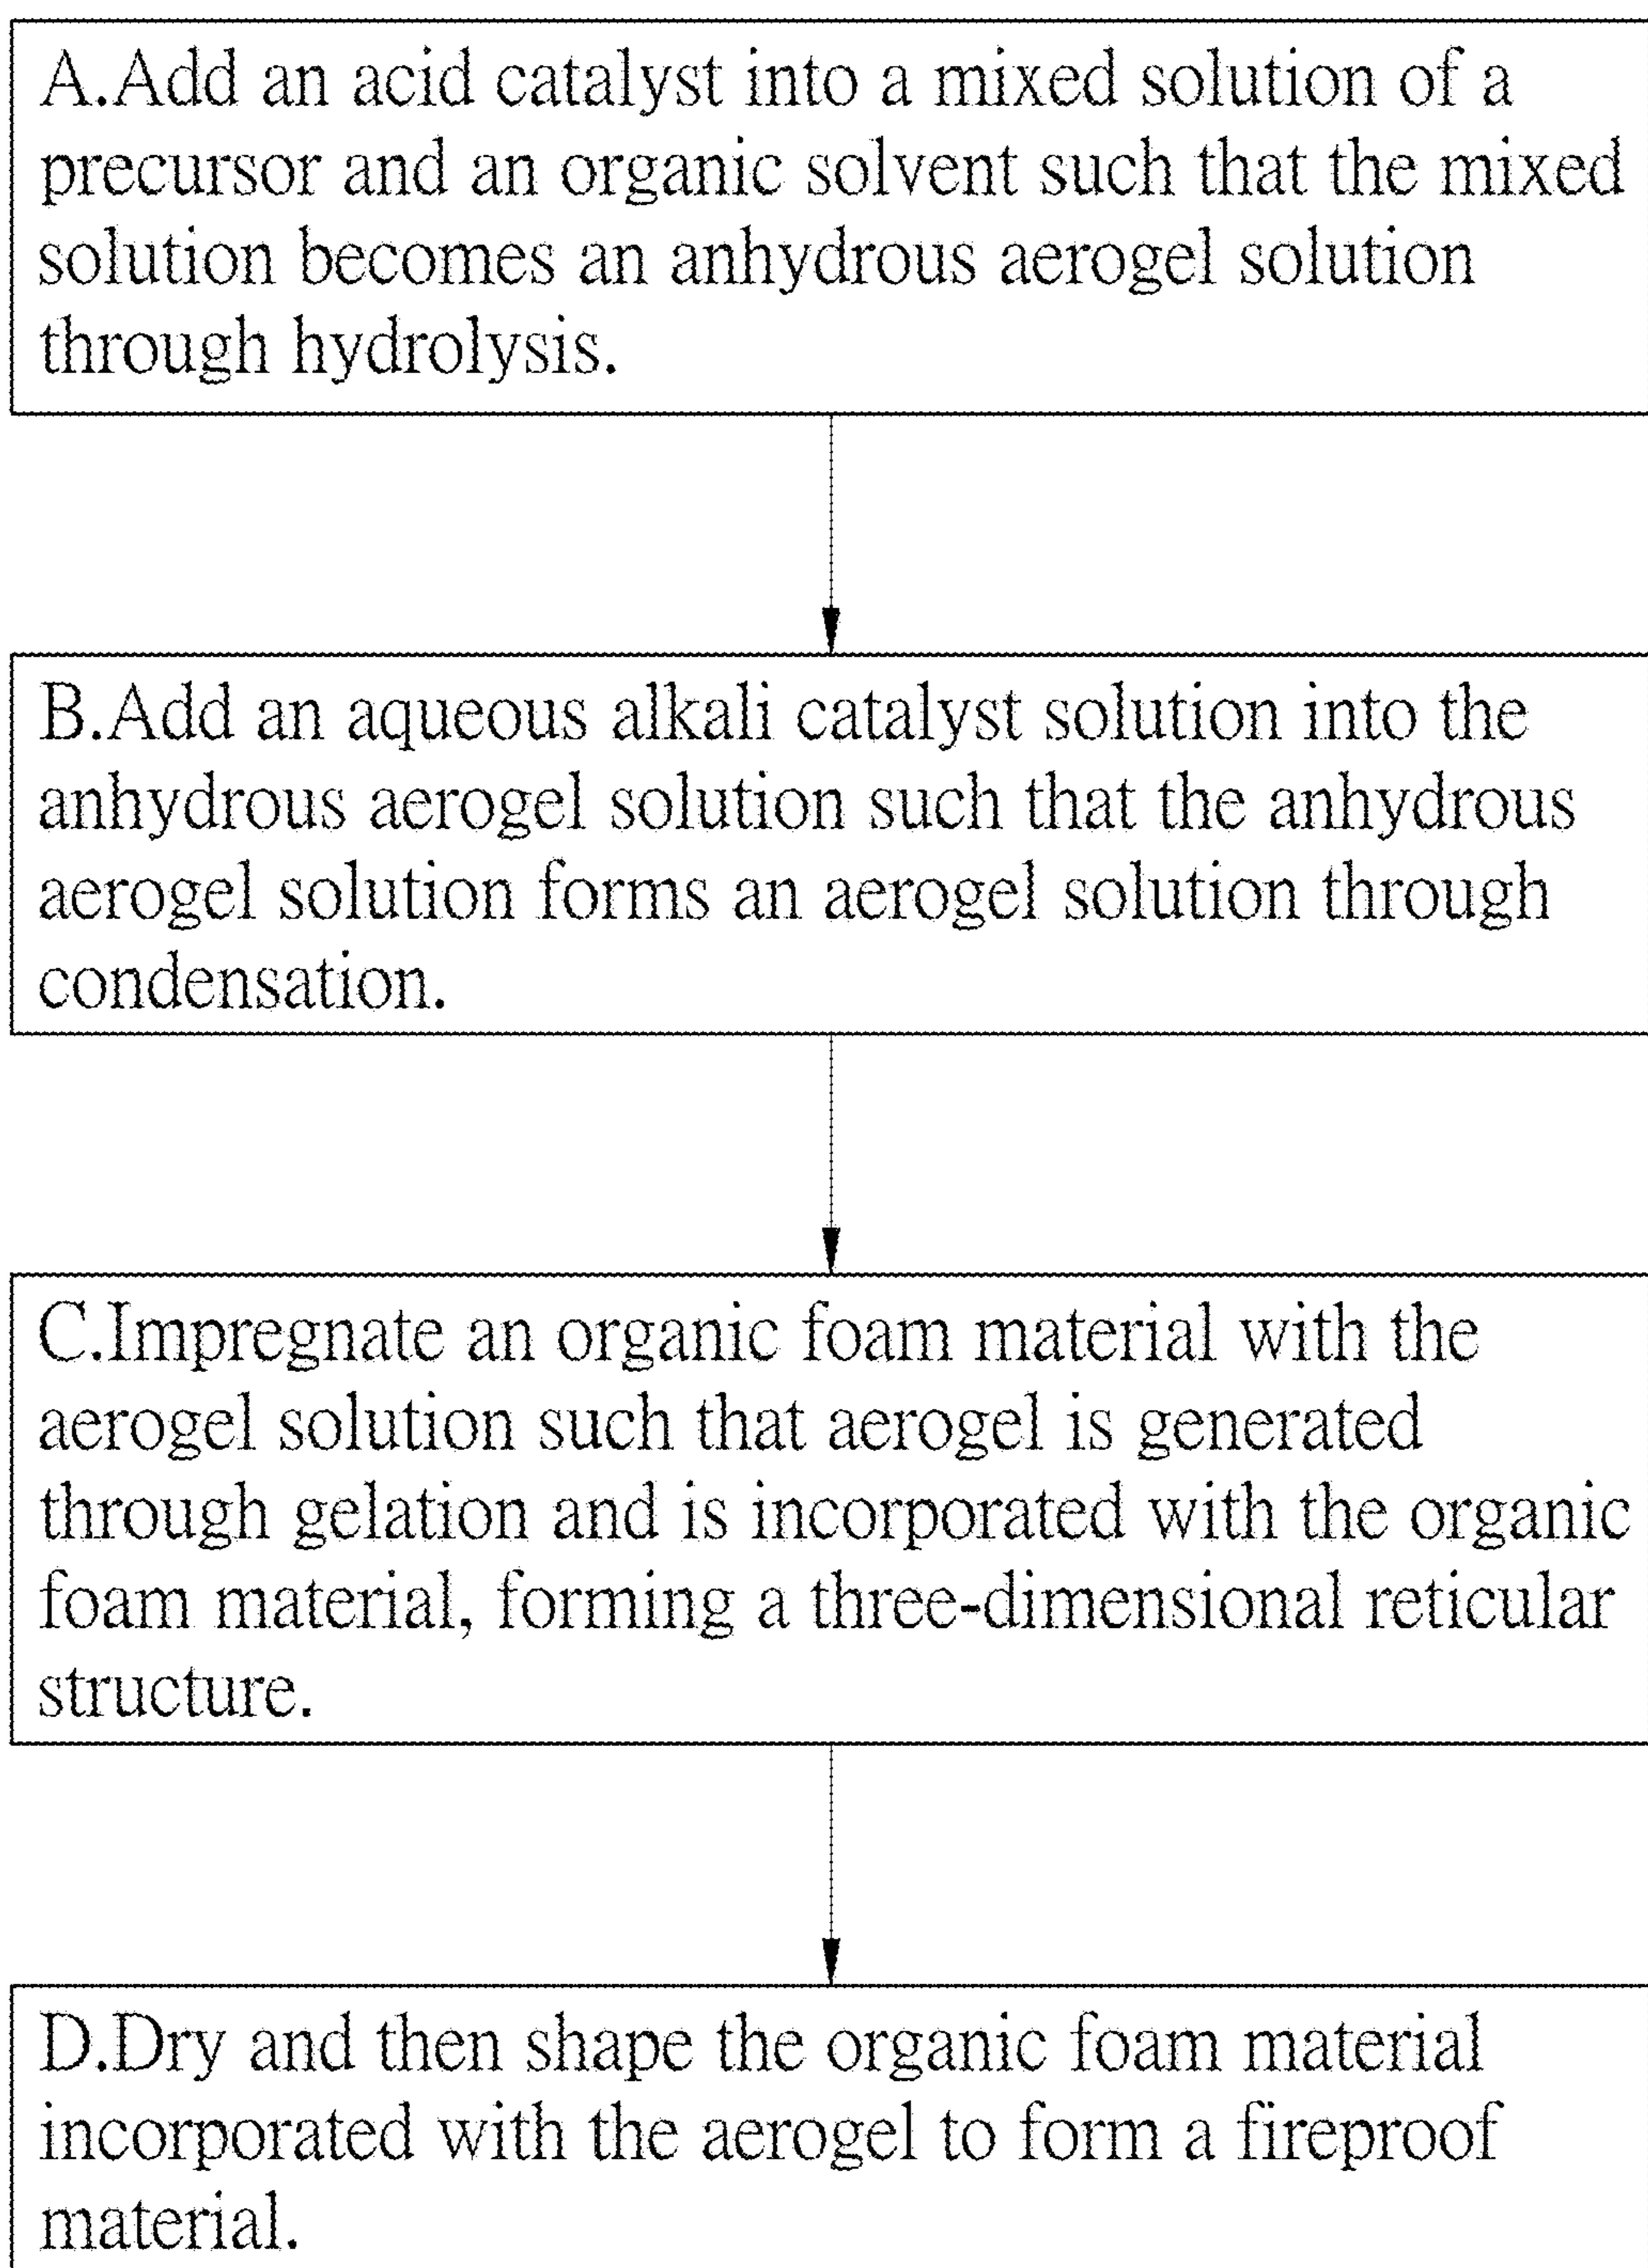 A.Add an acid catalyst into a mixed solution of a
precursor and an organic solvent such that the mixed
solution becomes an anhydrous aerogel solution
through hydrolysis.
B.Add an aqueous alkali catalyst solution into the
anhydrous aerogel solution such that the anhydrous
aerogel solution forms an aerogel solution through
condensation.
C.Impregnate an organic foam material with the
aerogel solution such that aerogel is generated
through gelation and is incorporated with the organic
foam material, forming a three-dimensional reticular
structure.
D.Dry and then shape the organic foam material
incorporated with the aerogel to form a fireproof
material.